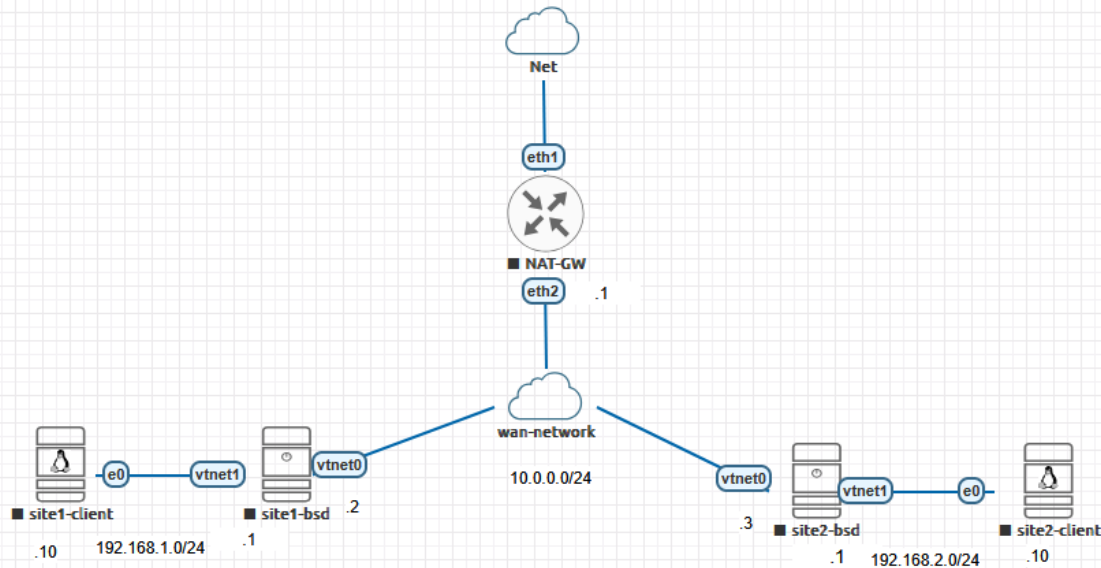 Net
eth1
NAT-GW
eth2
.1
wan-network
10.0.0.0/24
e0
vtnet1
vtnet0
site1-client
site1-bsd
.2
.10
192.168.1.0/24
.1
vtnet0
vtnet1
e0
.3
site2-bsd
site2-client
.1
192.168.2.0/24
.10